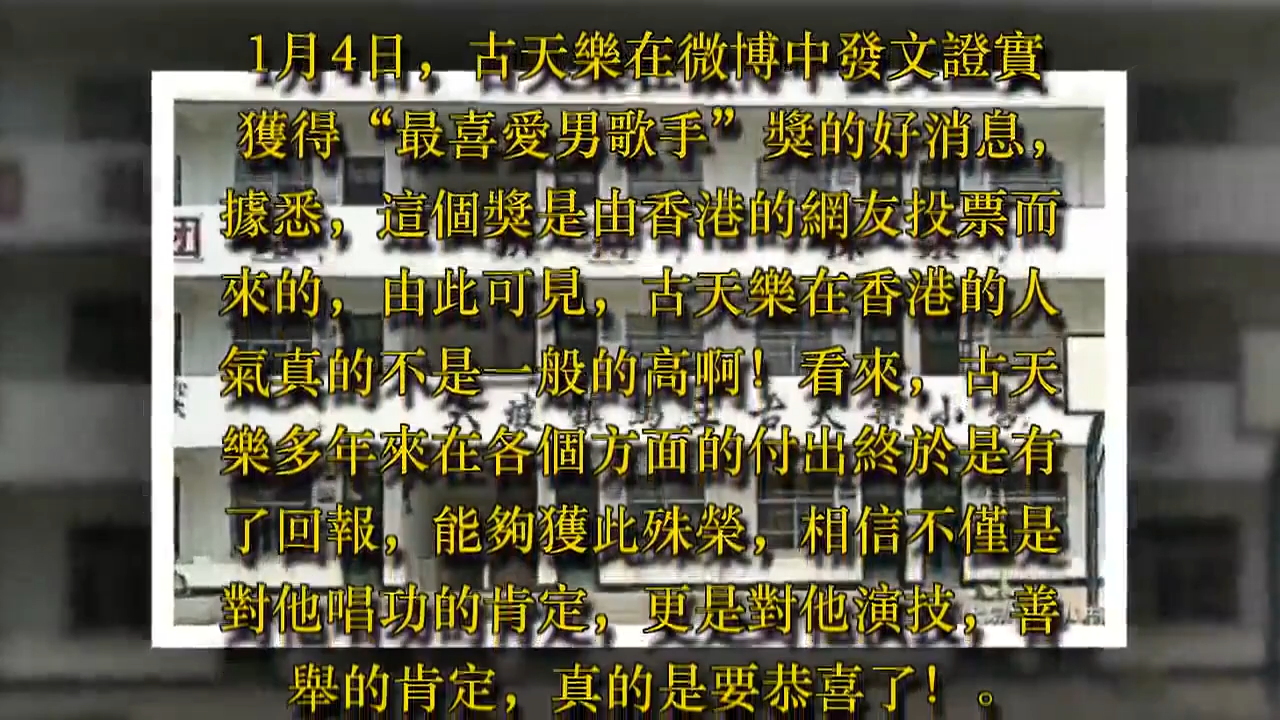 1月4日，古天樂在微博中發文證實
獲得“最喜愛男歌手”獎的好消息，
據悉，這個獎是由香港的網友投票而
來的，由此可見，古天樂在香港的人
氣真的不是一般的高啊！看來，古天
樂多年來在各個方面的付出終於是有
了回報，能夠獲此殊榮，相信不僅是
對他唱功的肯定，更是對他演技，善
舉的肯定，真的是要恭喜了！。
团